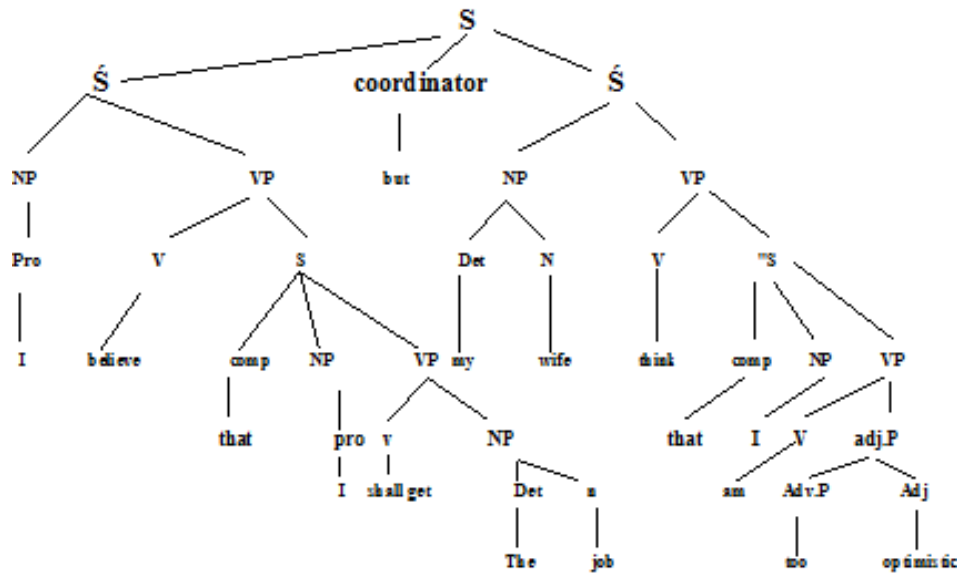 S
Ś coordinator Ś
NP VP but NP VP
Pro V S Det N V "S
I believe comp NP VP my wife think comp NP VP
that pro v NP that I V adj.P
I shall get Det n am Adv.P Adj
The job too optimistic